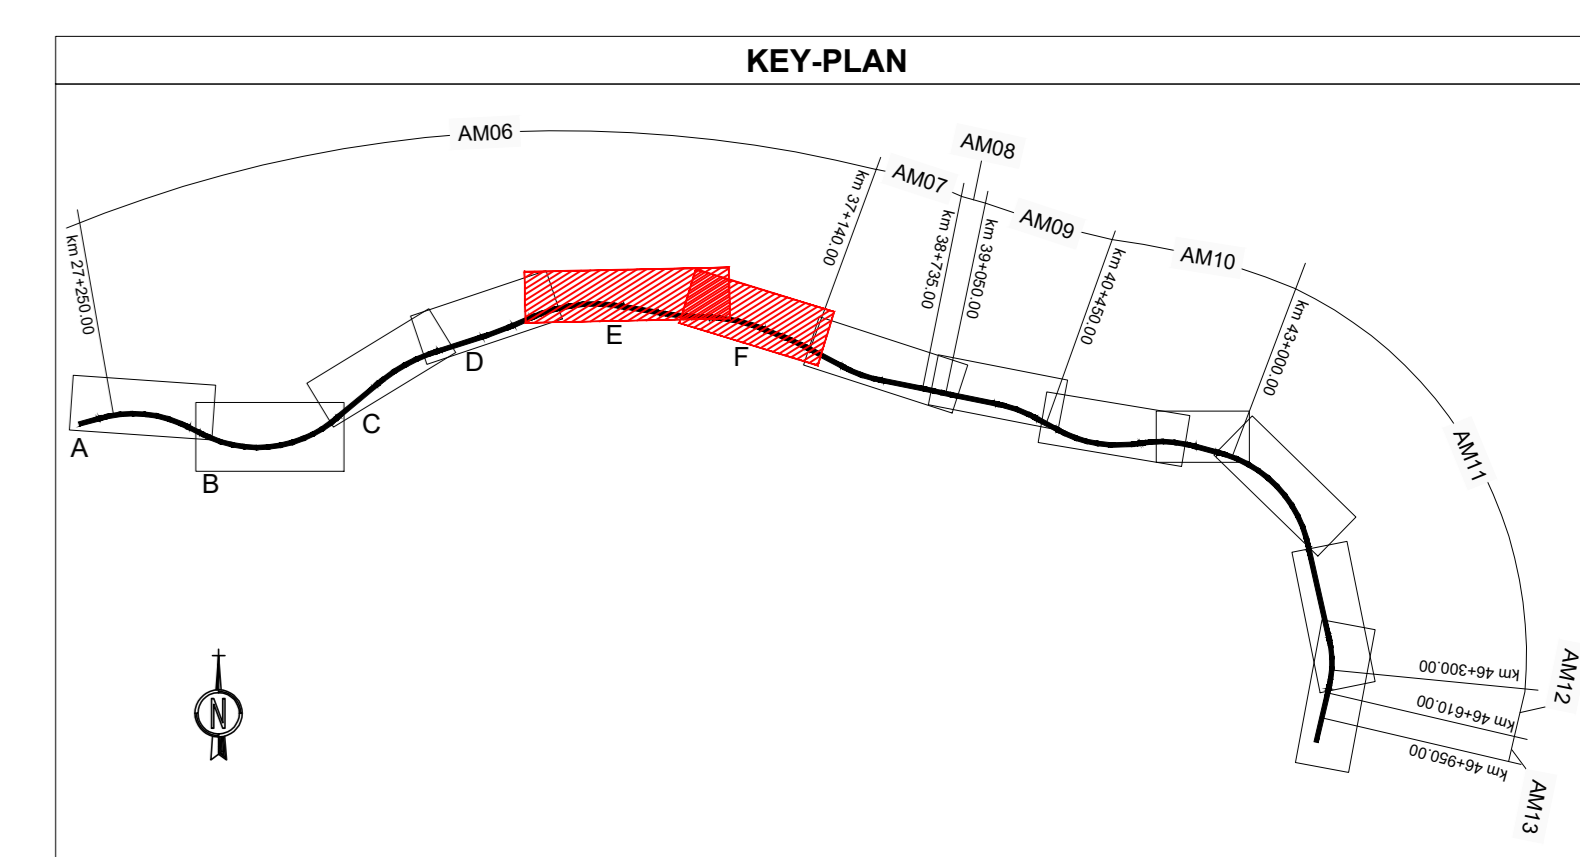 KEY-PLAN
AM06
AM07
AM08
AM09
AM10
AM11
AM12
AM13
km 27+250.00
km 37+140.00
km 38+735.00
km 39+050.00
km 40+450.00
km 43+000.00
km 46+300.00
km 46+610.00
km 46+950.00
A
B
C
D
E
F
N